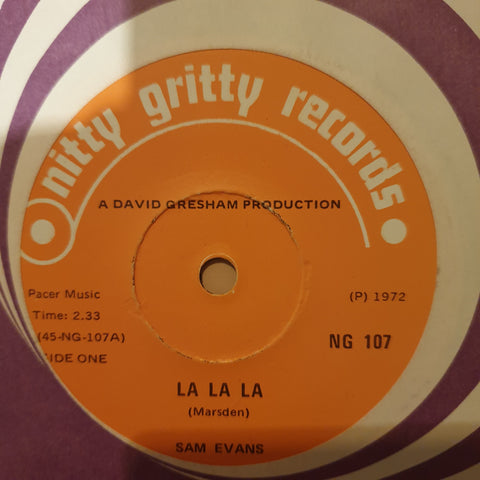 nitty gritty records
A DAVID GRESHAM PRODUCTION
Pacer Music
(P) 1972
Time: 2.33
(45-NG-107A)
NG 107
SIDE ONE
LA LA LA
(Marsden)
SAM EVANS